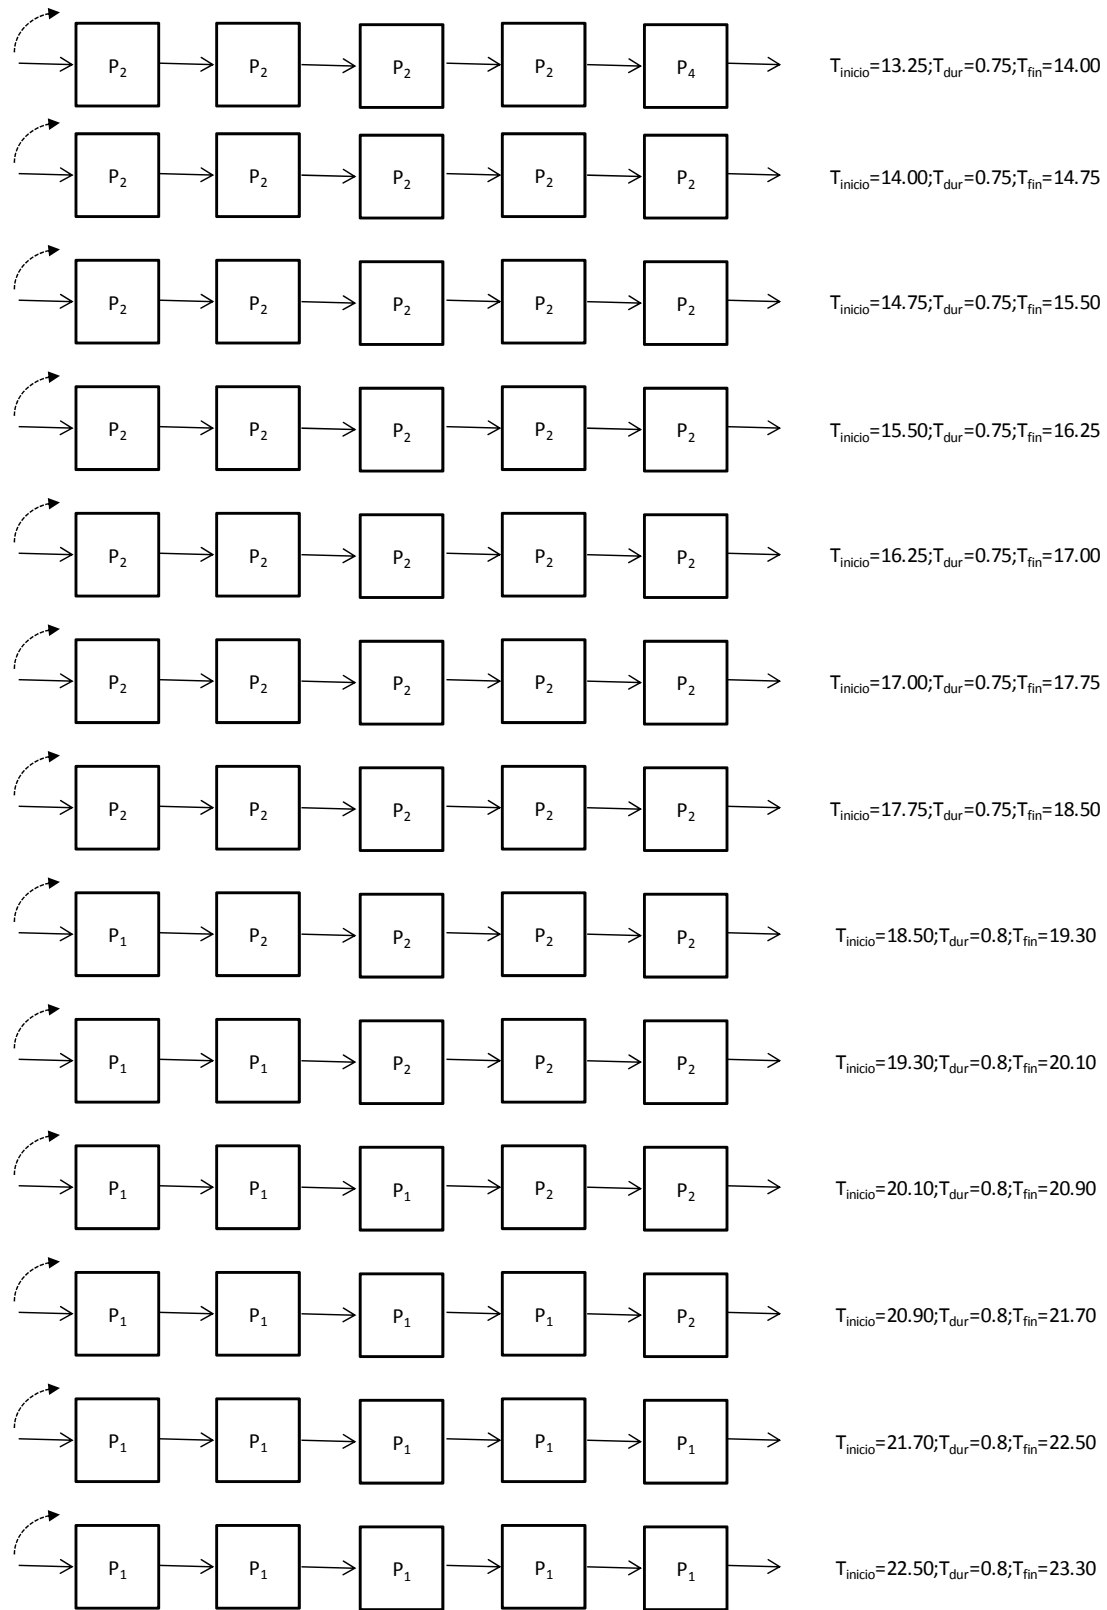 P2 P2 P2 P2 P4 Tinicio=13.25;Tdur=0.75;Tfin=14.00
P2 P2 P2 P2 P2 Tinicio=14.00;Tdur=0.75;Tfin=14.75
P2 P2 P2 P2 P2 Tinicio=14.75;Tdur=0.75;Tfin=15.50
P2 P2 P2 P2 P2 Tinicio=15.50;Tdur=0.75;Tfin=16.25
P2 P2 P2 P2 P2 Tinicio=16.25;Tdur=0.75;Tfin=17.00
P2 P2 P2 P2 P2 Tinicio=17.00;Tdur=0.75;Tfin=17.75
P2 P2 P2 P2 P2 Tinicio=17.75;Tdur=0.75;Tfin=18.50
P1 P2 P2 P2 P2 Tinicio=18.50;Tdur=0.8;Tfin=19.30
P1 P1 P2 P2 P2 Tinicio=19.30;Tdur=0.8;Tfin=20.10
P1 P1 P1 P2 P2 Tinicio=20.10;Tdur=0.8;Tfin=20.90
P1 P1 P1 P1 P2 Tinicio=20.90;Tdur=0.8;Tfin=21.70
P1 P1 P1 P1 P1 Tinicio=21.70;Tdur=0.8;Tfin=22.50
P1 P1 P1 P1 P1 Tinicio=22.50;Tdur=0.8;Tfin=23.30